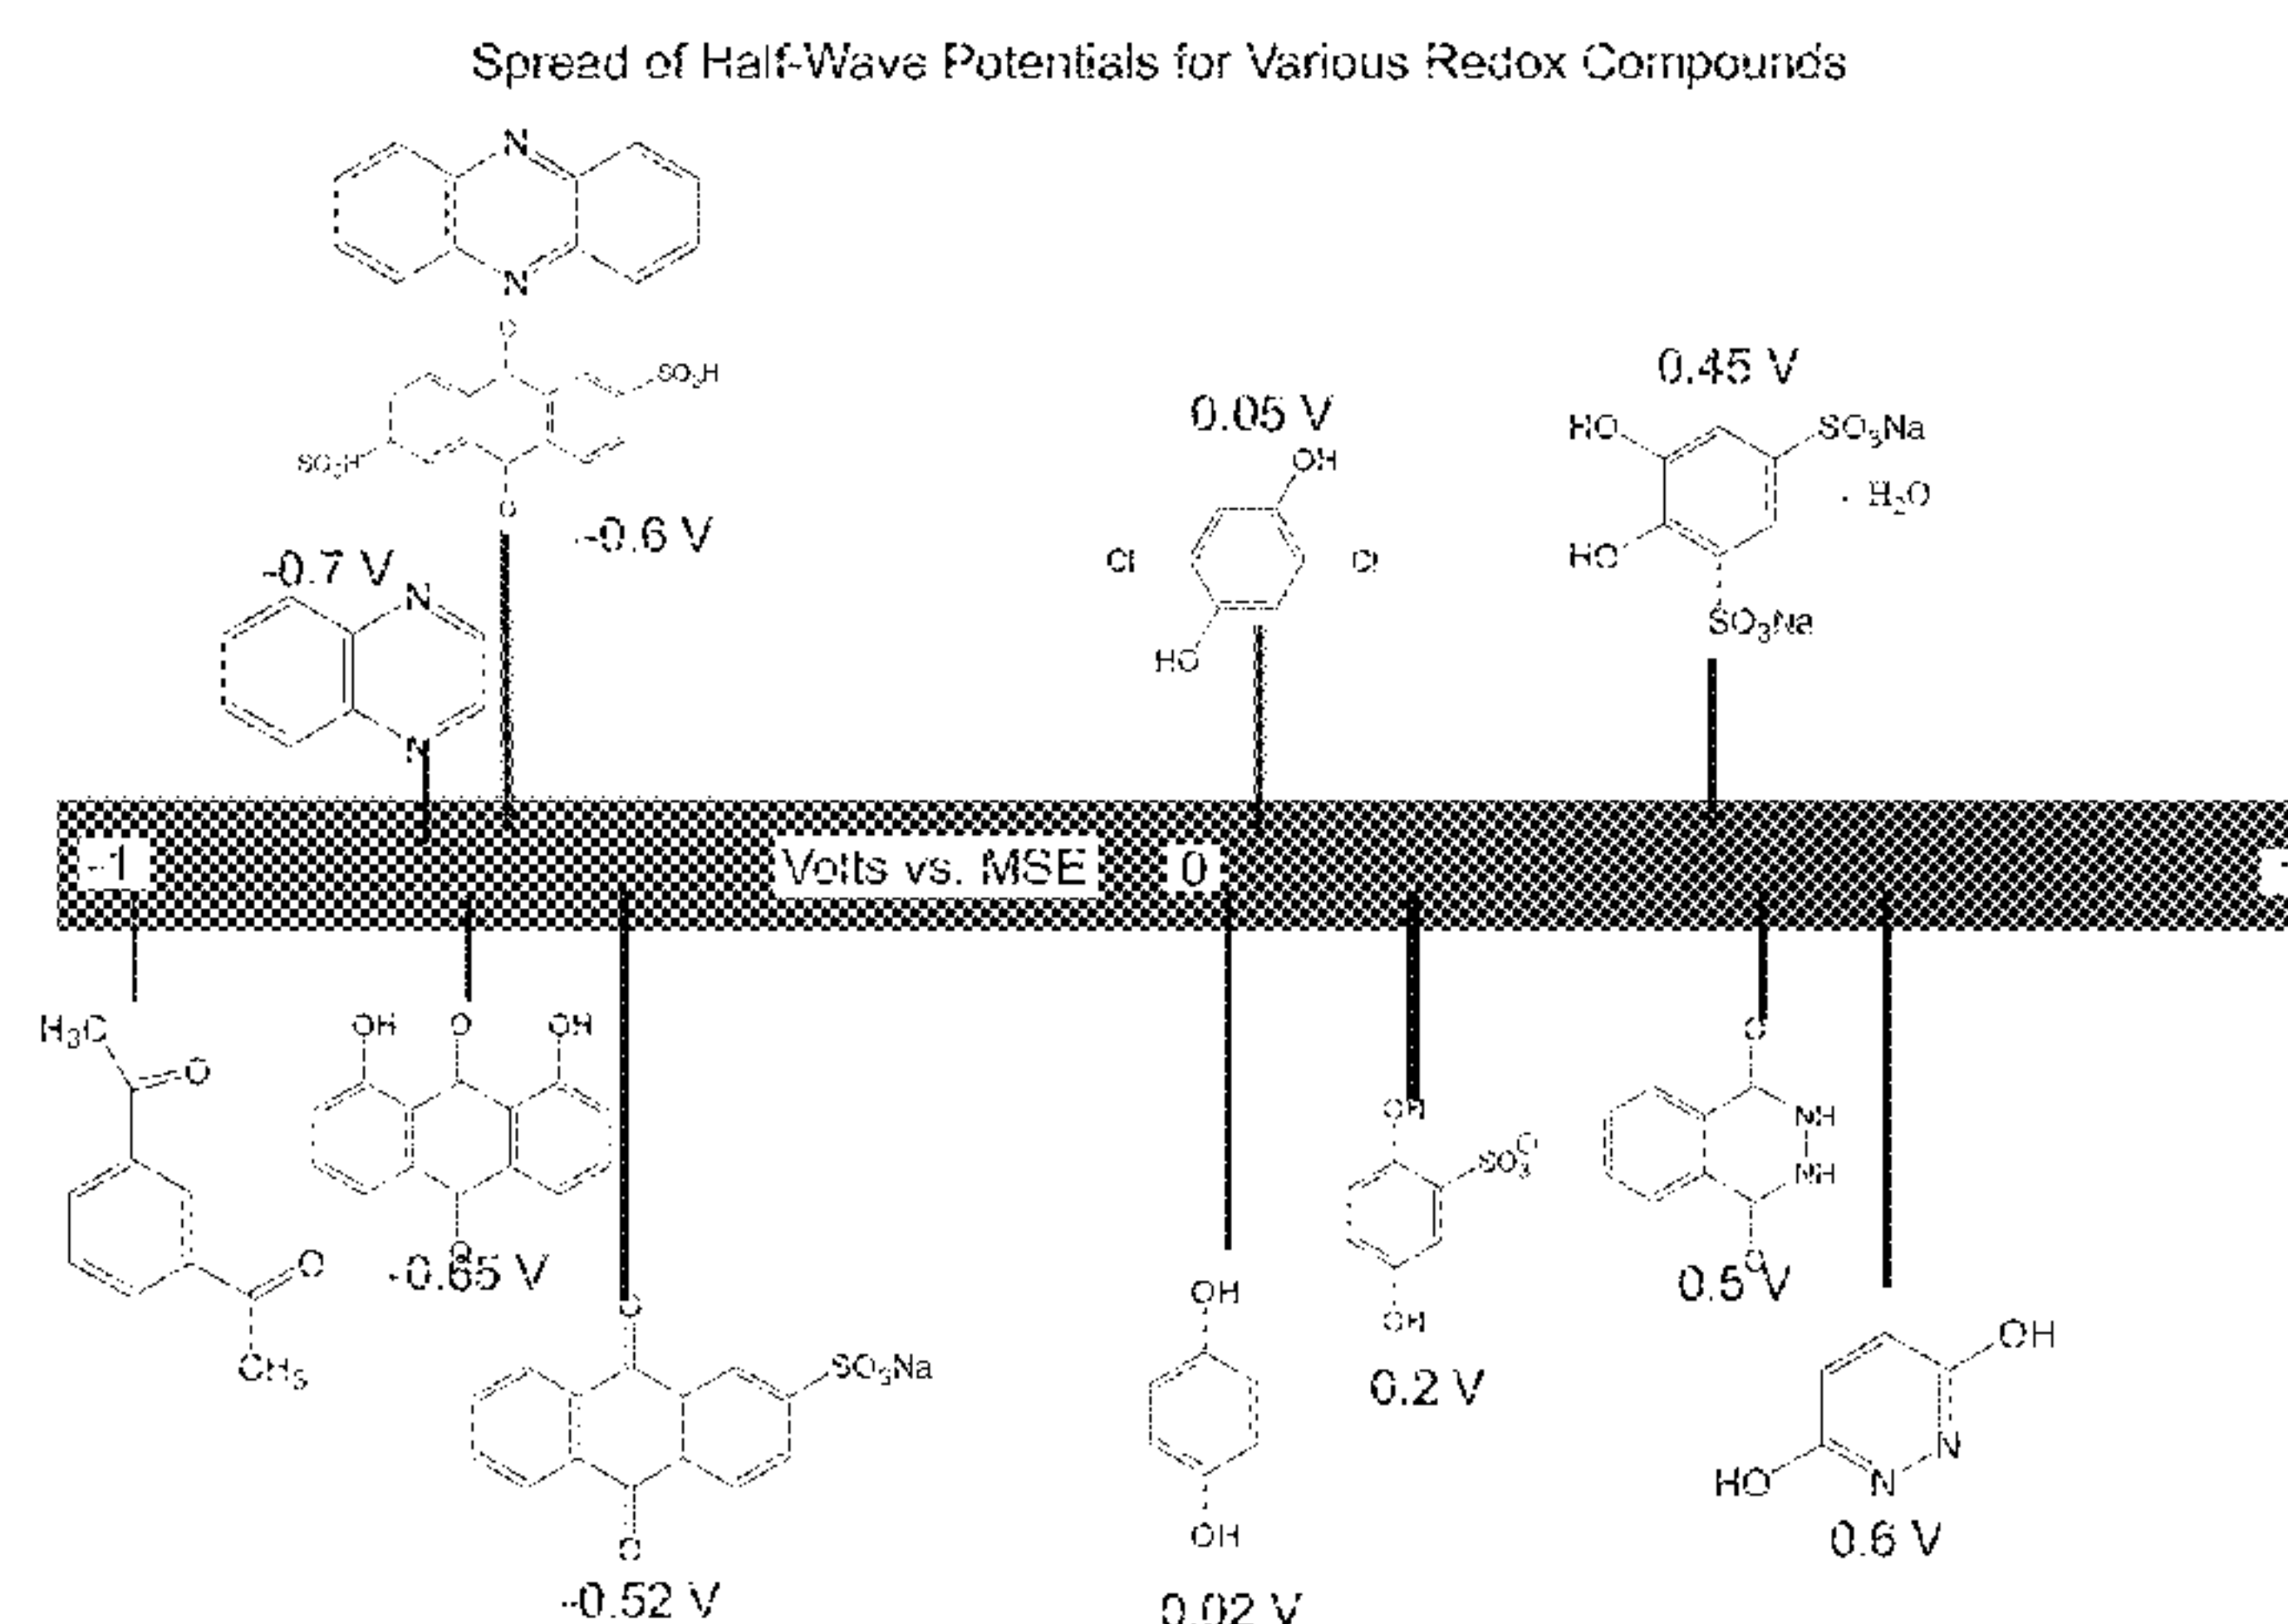 Spread of Half-Wave Potentials for Various Redox Compounds
N
N
O
SO3H
SO3H
O
-0.6 V
-0.7 V
N
N
0.05 V
OH
Cl
Cl
HO
0.45 V
HO
SO3Na
· H2O
HO
SO3Na
-1
Volts vs. MSE
0
H3C
O
O
CH3
OH
O
OH
O
-0.65 V
O
SO3Na
O
-0.52 V
OH
OH
0.02 V
OH
SO3
O
OH
0.2 V
O
NH
NH
O
0.5 V
OH
N
N
HO
0.6 V